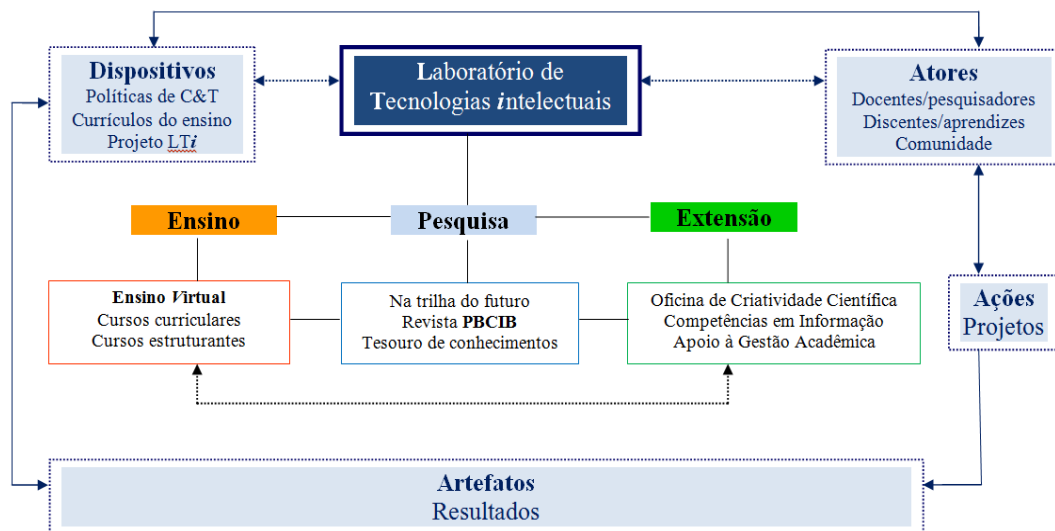 Dispositivos
Políticas de C&T
Currículos do ensino
Projeto LTi
Laboratório de
Tecnologias intelectuais
Atores
Docentes/pesquisadores
Discentes/aprendizes
Comunidade
Ensino
Pesquisa
Extensão
Ensino Virtual
Cursos curriculares
Cursos estruturantes
Na trilha do futuro
Revista PBCIB
Tesouro de conhecimentos
Oficina de Criatividade Científica
Competências em Informação
Apoio à Gestão Acadêmica
Ações
Projetos
Artefatos
Resultados